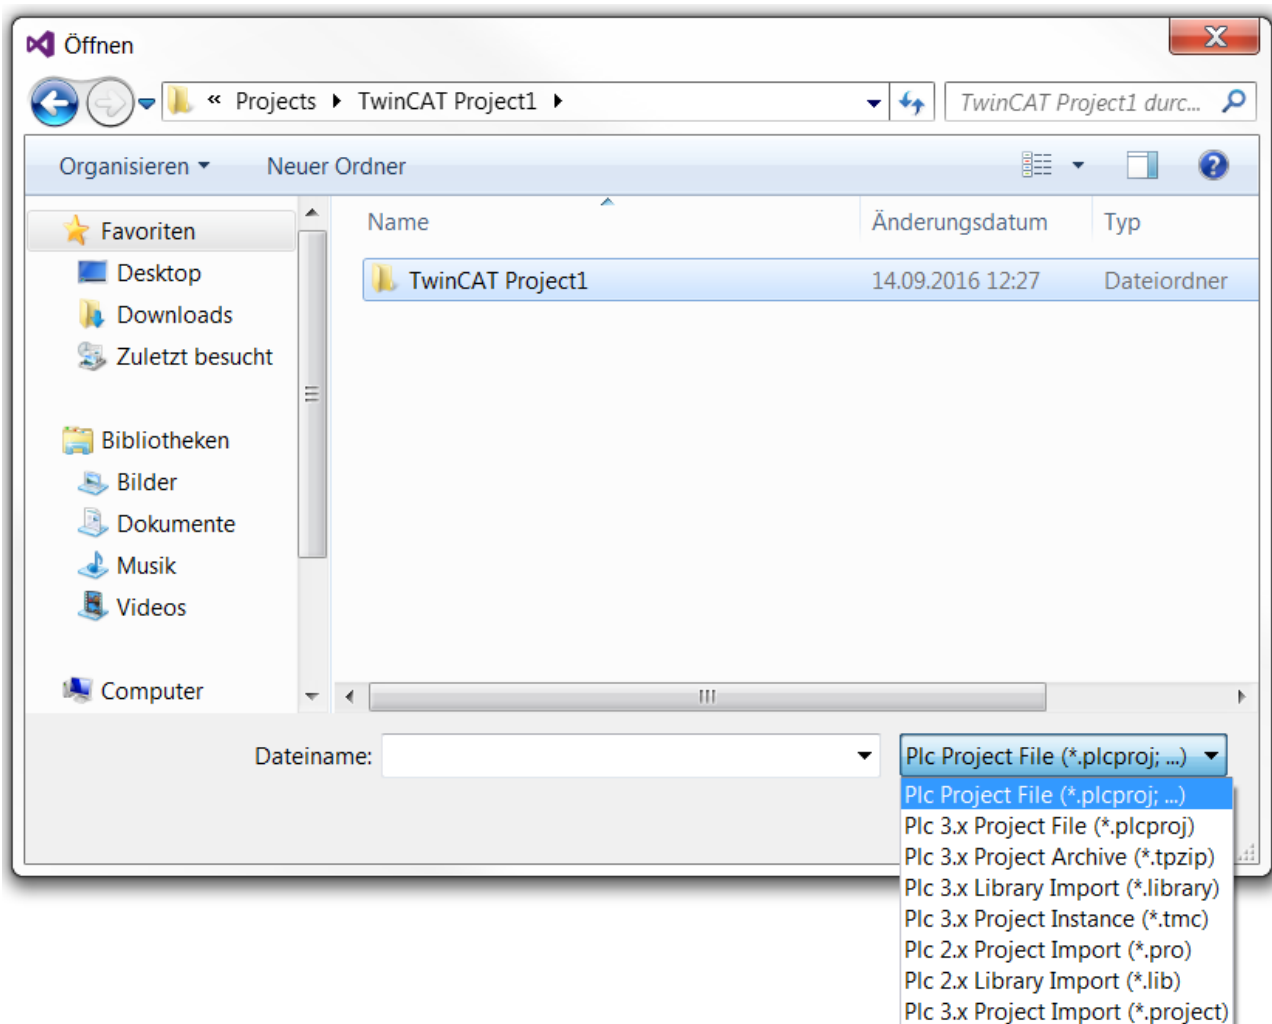 Öffnen
« Projects TwinCAT Project1
TwinCAT Project1 durc...
Organisieren Neuer Ordner
Name Änderungsdatum Typ
Favoriten
Desktop
Downloads
Zuletzt besucht
Bibliotheken
Bilder
Dokumente
Musik
Videos
Computer
TwinCAT Project1 14.09.2016 12:27 Dateiordner
Dateiname: Plc Project File (*.plcproj; ...)
Plc Project File (*.plcproj; ...)
Plc 3.x Project File (*.plcproj)
Plc 3.x Project Archive (*.tpzip)
Plc 3.x Library Import (*.library)
Plc 3.x Project Instance (*.tmc)
Plc 2.x Project Import (*.pro)
Plc 2.x Library Import (*.lib)
Plc 3.x Project Import (*.project)